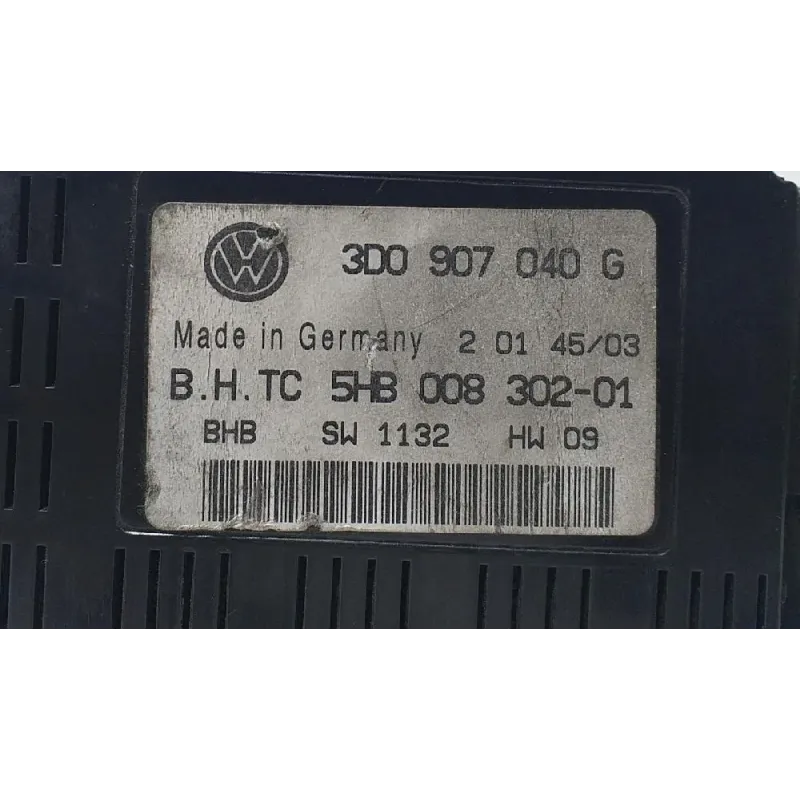 3D0 907 040 G
Made in Germany 2 01 45/03
B.H.TC 5HB 008 302-01
BHB SW 1132 HW 09